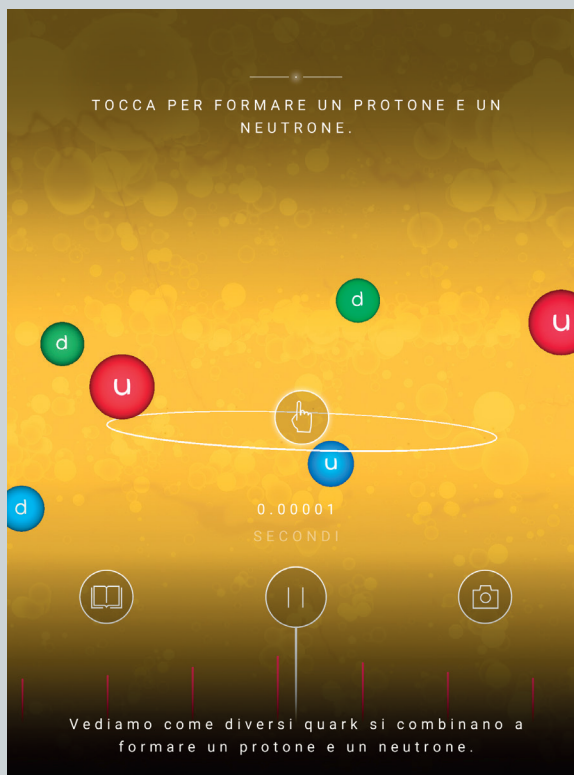 TOCCA PER FORMARE UN PROTONE E UN
NEUTRONE.
d
d
u
u
u
d
0.00001
SECONDI
Vediamo come diversi quark si combinano a
formare un protone e un neutrone.